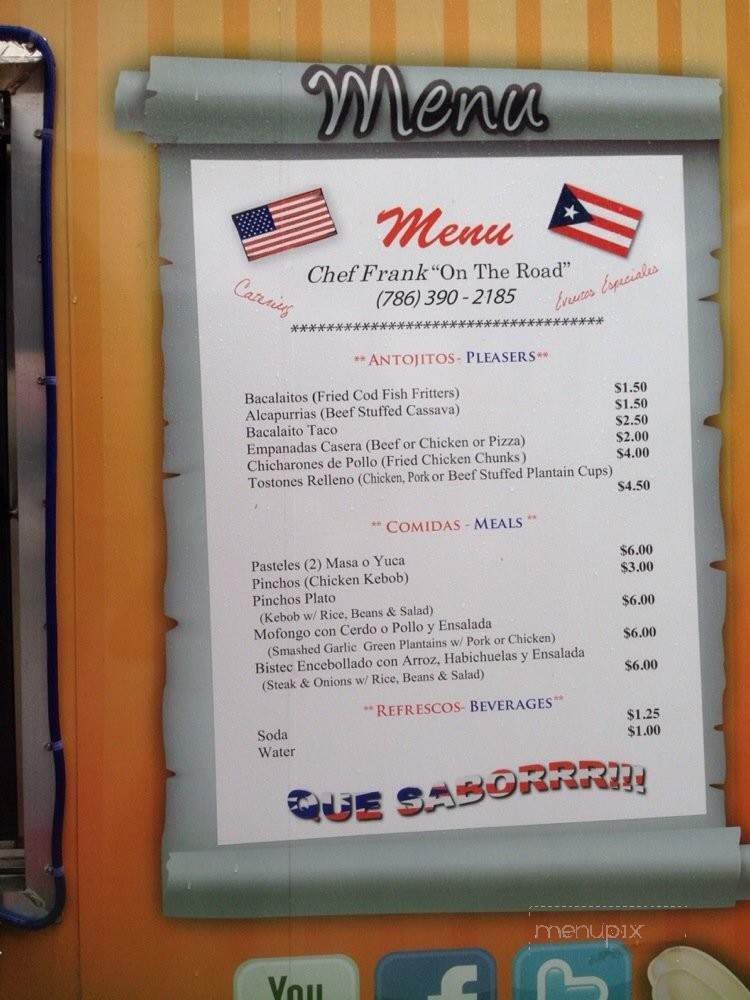 Menu
Menu
Chef Frank "On The Road"
Catering
(786) 390 - 2185
Eventos Especiales
***********************************
** ANTOJITOS- PLEASERS**
Bacalaitos (Fried Cod Fish Fritters) $1.50
Alcapurrias (Beef Stuffed Cassava) $1.50
Bacalaito Taco $2.50
Empanadas Casera (Beef or Chicken or Pizza) $2.00
Chicharones de Pollo (Fried Chicken Chunks) $4.00
Tostones Relleno (Chicken, Pork or Beef Stuffed Plantain Cups)
$4.50
** COMIDAS - MEALS **
Pasteles (2) Masa o Yuca $6.00
Pinchos (Chicken Kebob) $3.00
Pinchos Plato
(Kebob w/ Rice, Beans & Salad) $6.00
Mofongo con Cerdo o Pollo y Ensalada
(Smashed Garlic Green Plantains w/ Pork or Chicken) $6.00
Bistec Encebollado con Arroz, Habichuelas y Ensalada
(Steak & Onions w/ Rice, Beans & Salad) $6.00
**REFRESCOS- BEVERAGES**
Soda $1.25
Water $1.00
QUE SABORRRR!!!
menupix
You
f
t